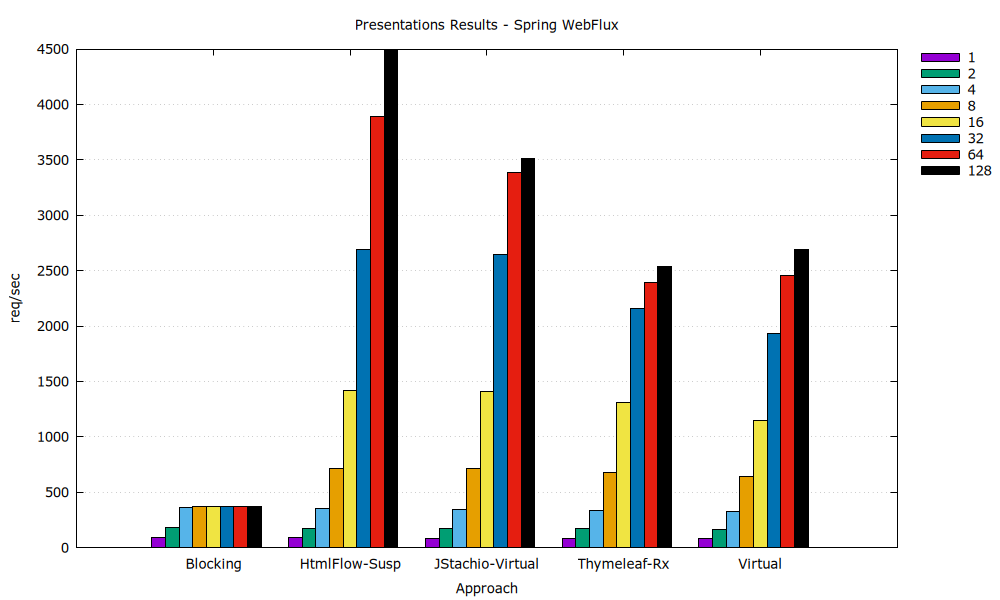 Presentations Results - Spring WebFlux
4500
4000
3500
3000
2500
2000
1500
1000
500
0
req/sec
Blocking
HtmlFlow-Susp
JStachio-Virtual
Thymeleaf-Rx
Virtual
Approach
1
2
4
8
16
32
64
128